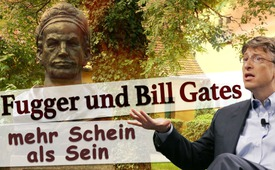 Fugger und Bill Gates
mehr Schein
als Sein